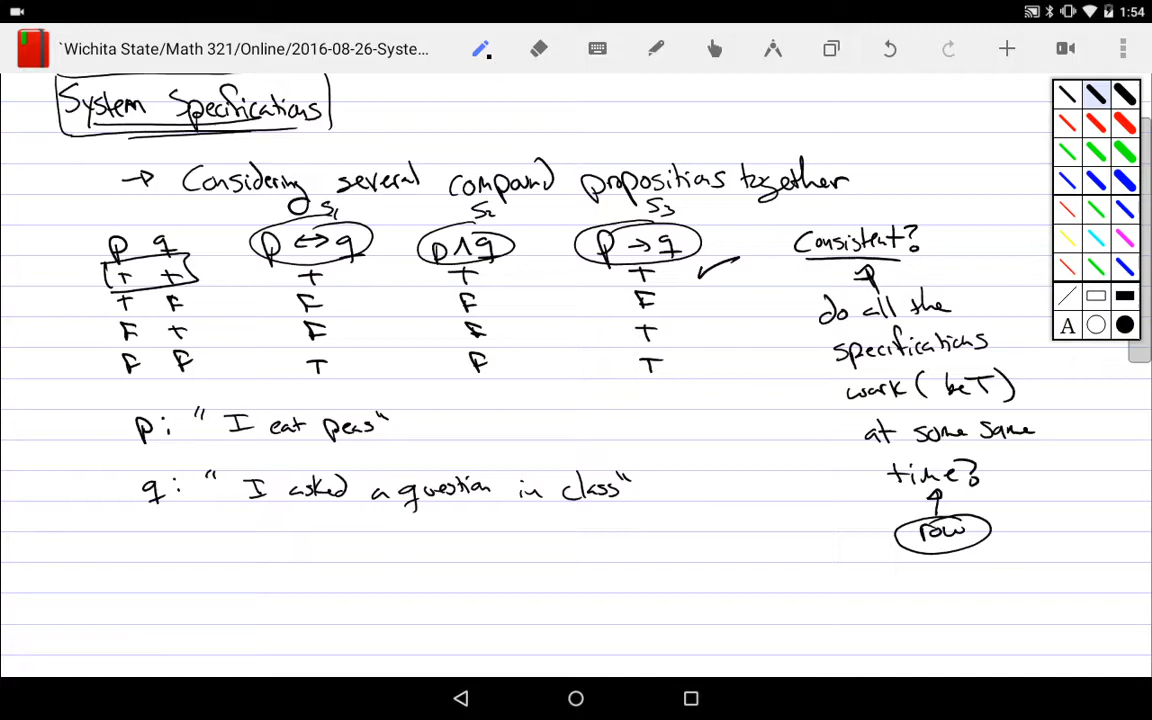 1:54
`Wichita State/Math 321/Online/2016-08-26-Syste...
System Specifications
→ Considering several compound propositions together
S1 S2 S3
p q p ↔ q p ∧ q p → q Consistent?
T T T T T ✓
T F F F F do all the
F T F F T specifications
F F T F T work (be T)
p: " I eat peas" at some same
q: " I asked a question in class" time?
row
A